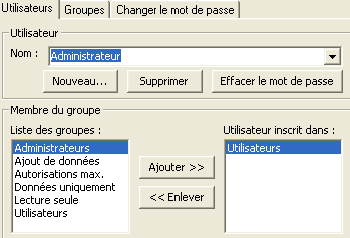 Utilisateurs Groupes Changer le mot de passe
Utilisateur
Nom : Administrateur
Nouveau... Supprimer Effacer le mot de passe
Membre du groupe
Liste des groupes : Utilisateur inscrit dans :
Administrateurs Utilisateurs
Ajout de données
Autorisations max. Ajouter >>
Données uniquement
Lecture seule << Enlever
Utilisateurs